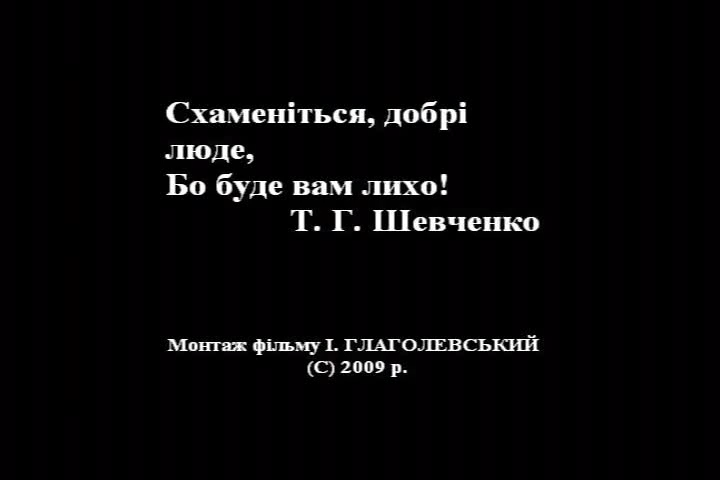 Схаменіться, добрі
люде,
Бо буде вам лихо!
Т. Г. Шевченко
Монтаж фільму І. ГЛАГОЛЕВСЬКИЙ
(С) 2009 р.